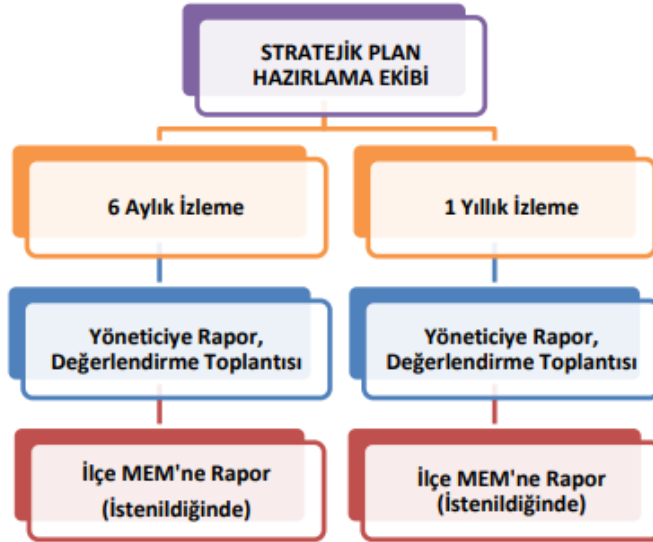 STRATEJİK PLAN
HAZIRLAMA EKİBİ
6 Aylık İzleme
1 Yıllık İzleme
Yöneticiye Rapor,
Değerlendirme Toplantısı
Yöneticiye Rapor,
Değerlendirme Toplantısı
İlçe MEM'ne Rapor
(İstenildiğinde)
İlçe MEM'ne Rapor
(İstenildiğinde)